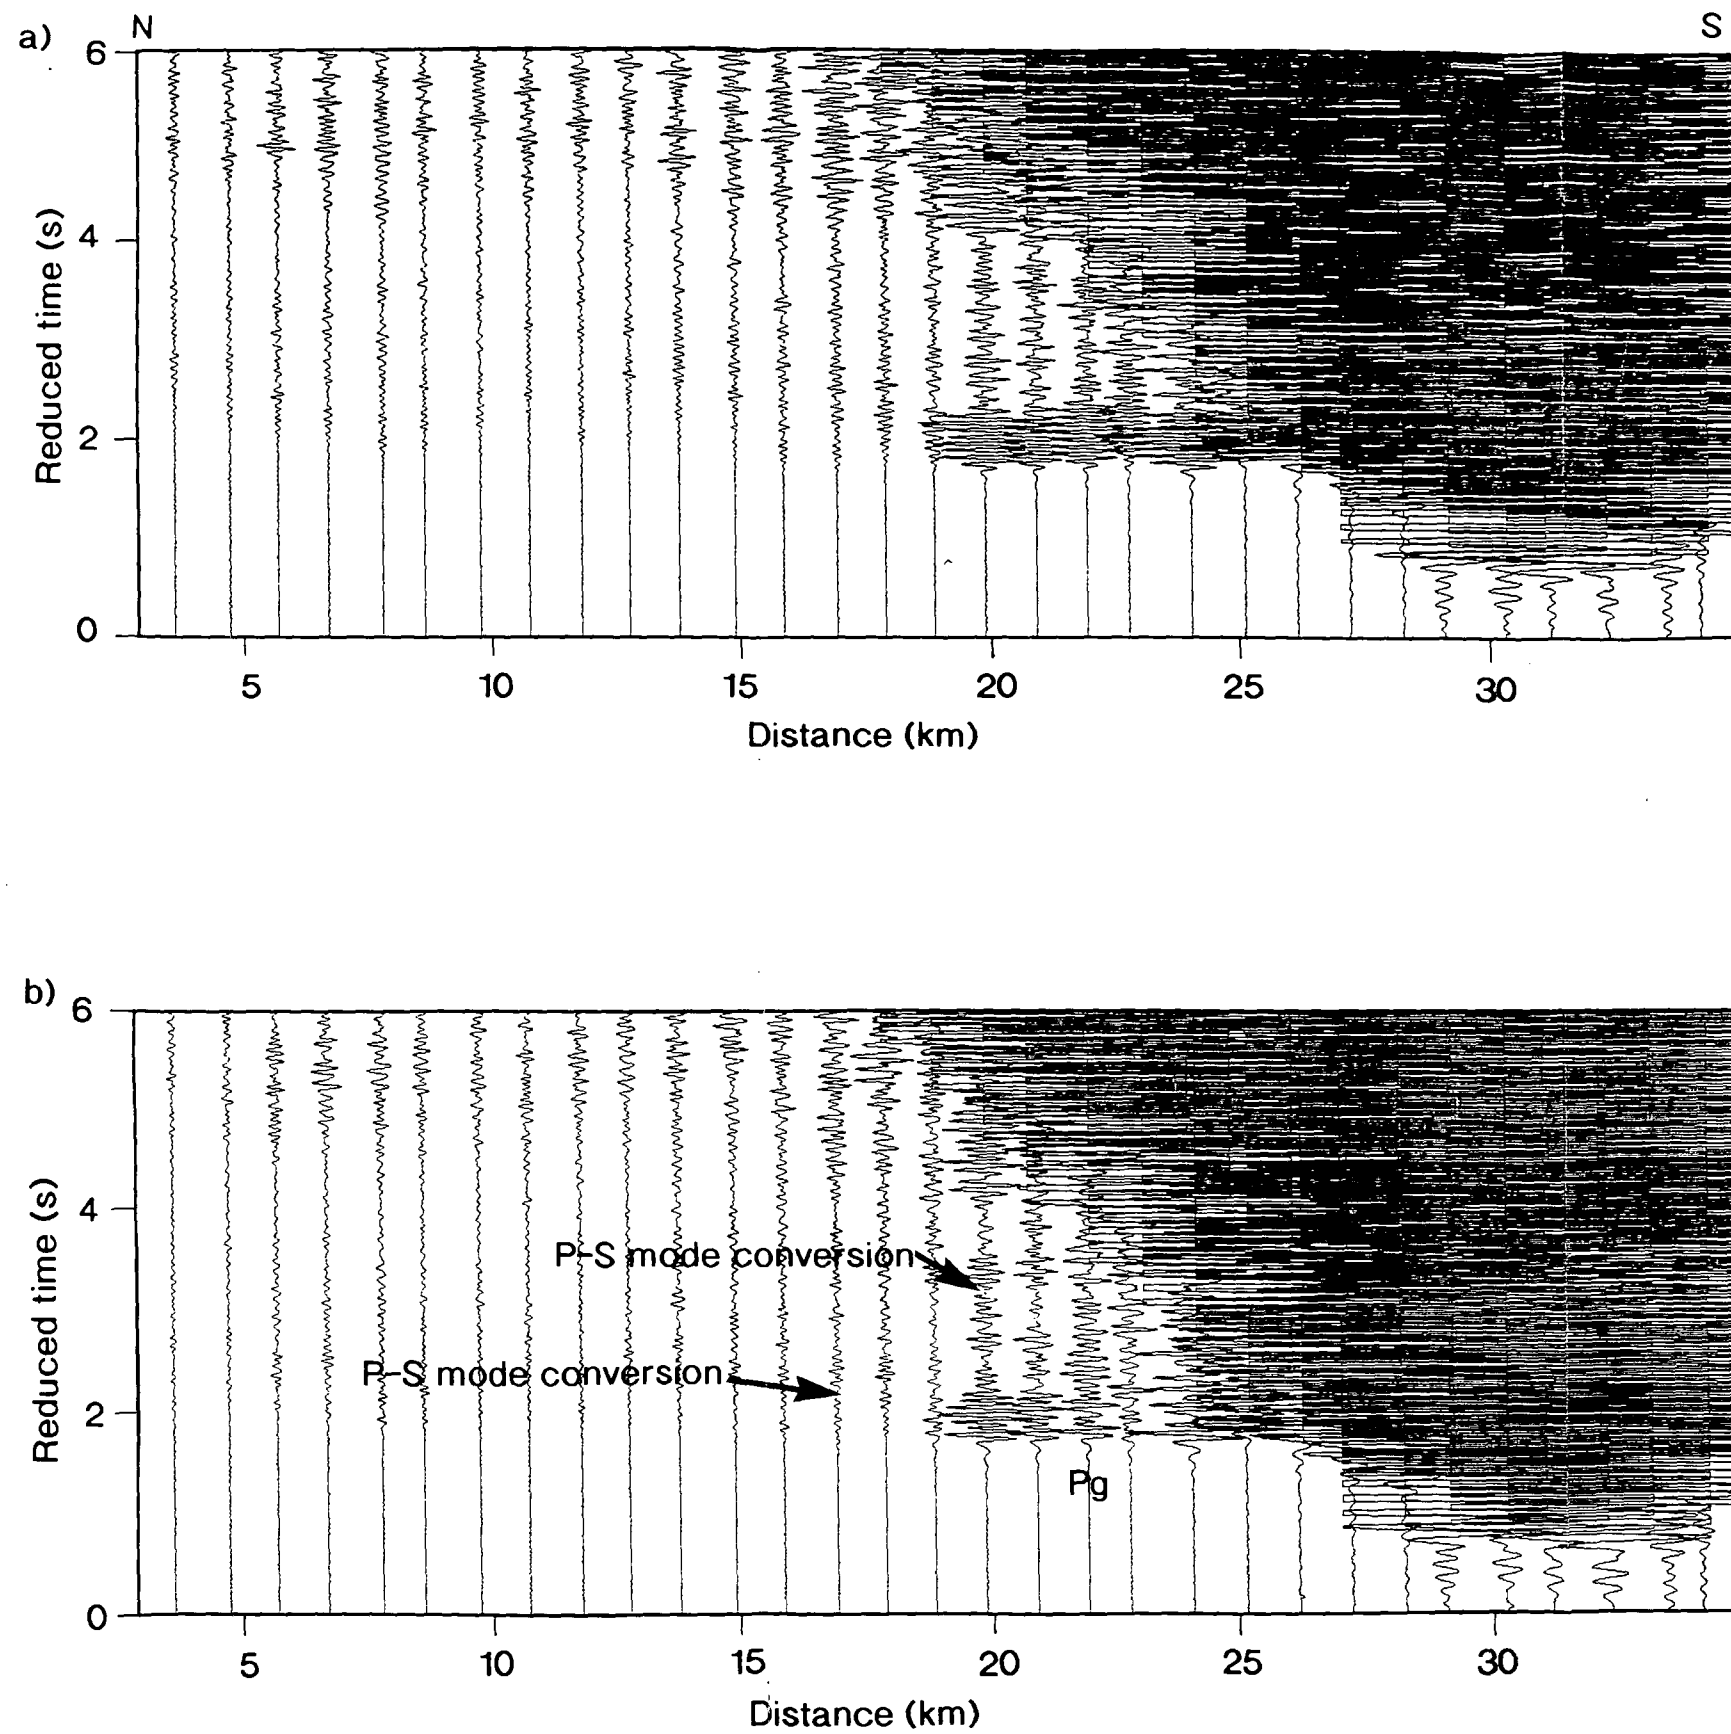 a) N S
6
4
2
0
Reduced time (s)
5 10 15 20 25 30
Distance (km)
b)
6
4
2
0
Reduced time (s)
P-S mode conversion
P-S mode conversion
Pg
5 10 15 20 25 30
Distance (km)